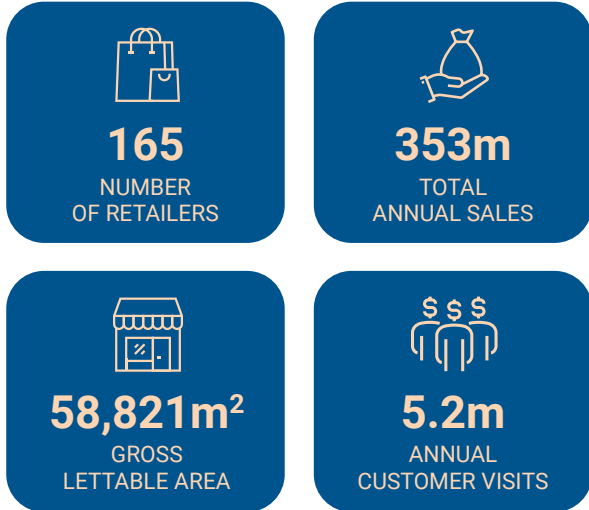 165
NUMBER
OF RETAILERS
353m
TOTAL
ANNUAL SALES
58,821m²
GROSS
LETTABLE AREA
$ $ $
5.2m
ANNUAL
CUSTOMER VISITS